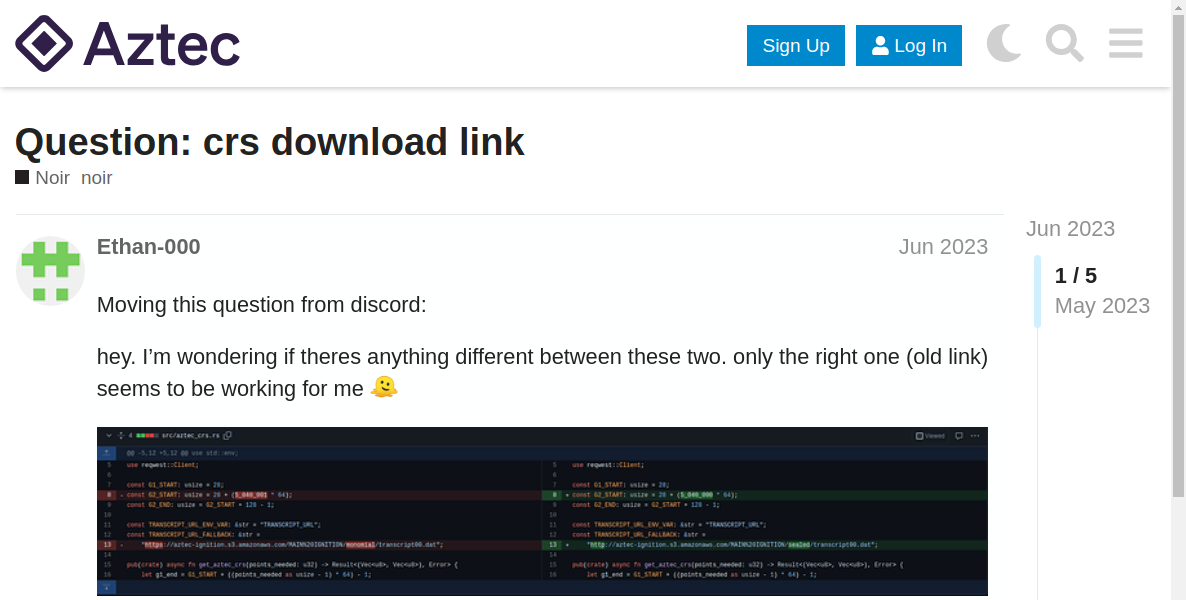 Aztec
Sign Up
Log In
Question: crs download link
Noir noir
Ethan-000
Jun 2023
Jun 2023
1 / 5
May 2023
Moving this question from discord:
hey. I’m wondering if theres anything different between these two. only the right one (old link)
seems to be working for me
4 src/aztec_crs.rs
Viewed
@@ -5,12 +5,12 @@ use std::env;
5 use reqwest::Client;
6
7 const G1_START: usize = 28;
8 - const G2_START: usize = 28 + (5_040_001 * 64);
9 const G2_END: usize = G2_START + 128 - 1;
10
11 const TRANSCRIPT_URL_ENV_VAR: &str = "TRANSCRIPT_URL";
12 const TRANSCRIPT_URL_FALLBACK: &str =
13 - "https://aztec-ignition.s3.amazonaws.com/MAIN%20IGNITION/monomial/transcript00.dat";
14
15 pub(crate) async fn get_aztec_crs(points_needed: u32) -> Result<(Vec<u8>, Vec<u8>), Error> {
16 let g1_end = G1_START + ((points_needed as usize - 1) * 64) - 1;
5 use reqwest::Client;
6
7 const G1_START: usize = 28;
8 + const G2_START: usize = 28 + (5_040_000 * 64);
9 const G2_END: usize = G2_START + 128 - 1;
10
11 const TRANSCRIPT_URL_ENV_VAR: &str = "TRANSCRIPT_URL";
12 const TRANSCRIPT_URL_FALLBACK: &str =
13 + "http://aztec-ignition.s3.amazonaws.com/MAIN%20IGNITION/sealed/transcript00.dat";
14
15 pub(crate) async fn get_aztec_crs(points_needed: u32) -> Result<(Vec<u8>, Vec<u8>), Error> {
16 let g1_end = G1_START + ((points_needed as usize - 1) * 64) - 1;